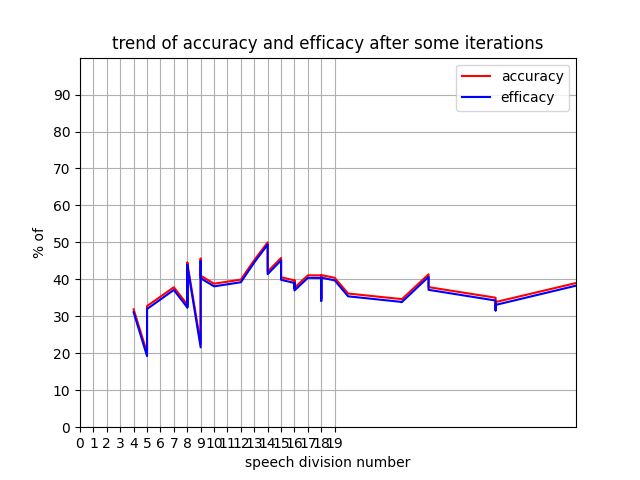 trend of accuracy and efficacy after some iterations
accuracy
efficacy
% of
90
80
70
60
50
40
30
20
10
0
0 1 2 3 4 5 6 7 8 9 10 11 12 13 14 15 16 17 18 19
speech division number